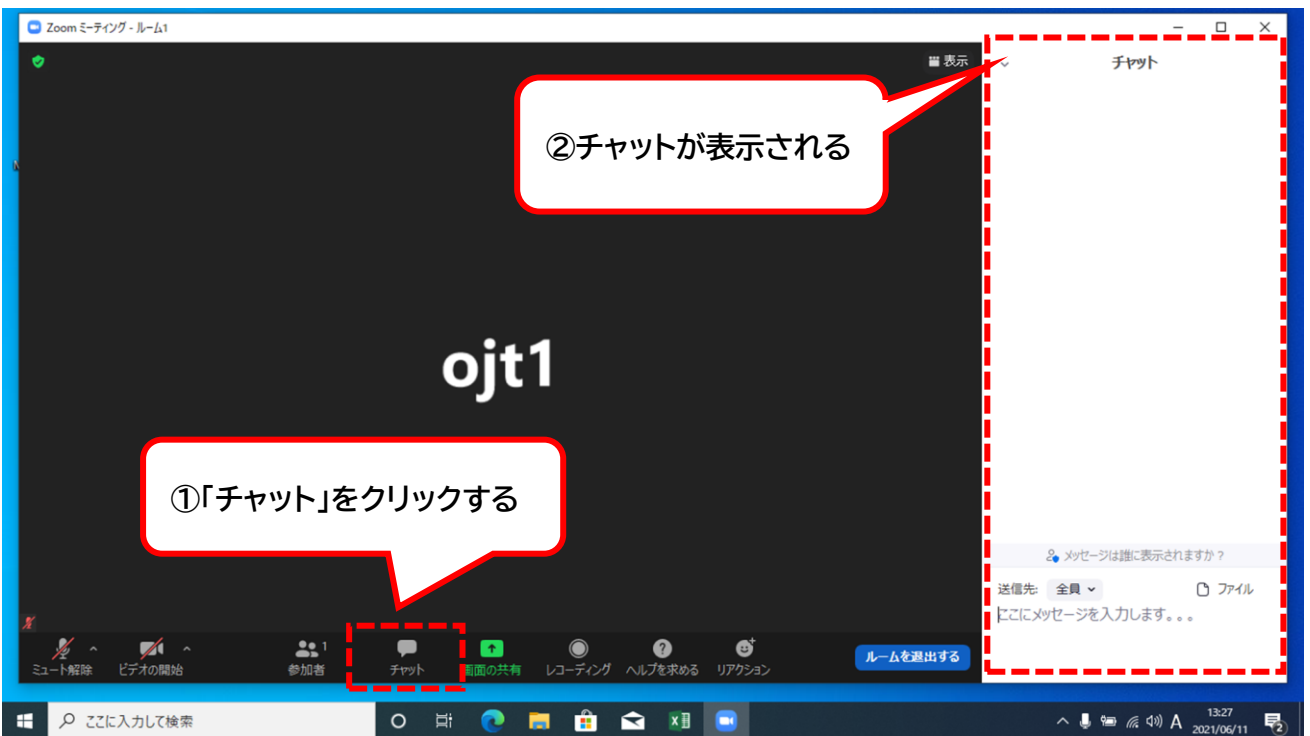 Zoom ミーティング - ルーム1
表示
チャット
②チャットが表示される
ojt1
①「チャット」をクリックする
メッセージは誰に表示されますか？
送信先: 全員
ファイル
ここにメッセージを入力します。。。
ミュート解除
ビデオの開始
1
参加者
チャット
画面の共有
レコーディング
ヘルプを求める
リアクション
ルームを退出する
ここに入力して検索
A
13:27
2021/06/11
2